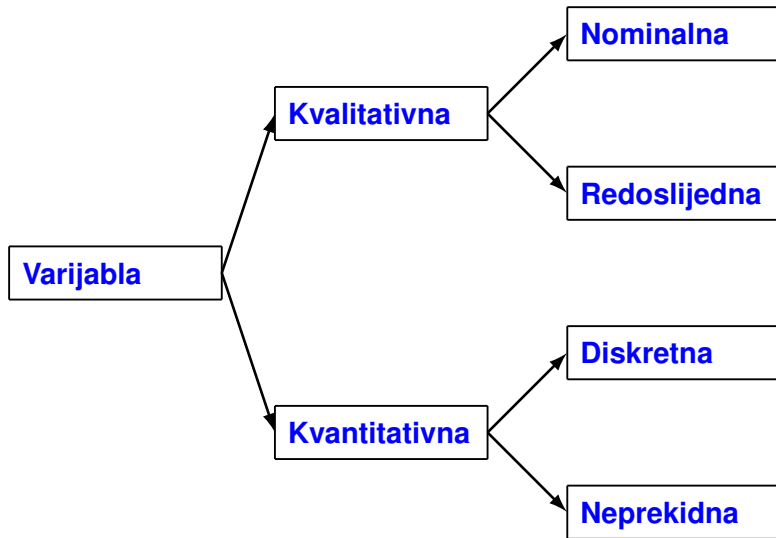 Nominalna
Kvalitativna
Redoslijedna
Varijabla
Diskretna
Kvantitativna
Neprekidna